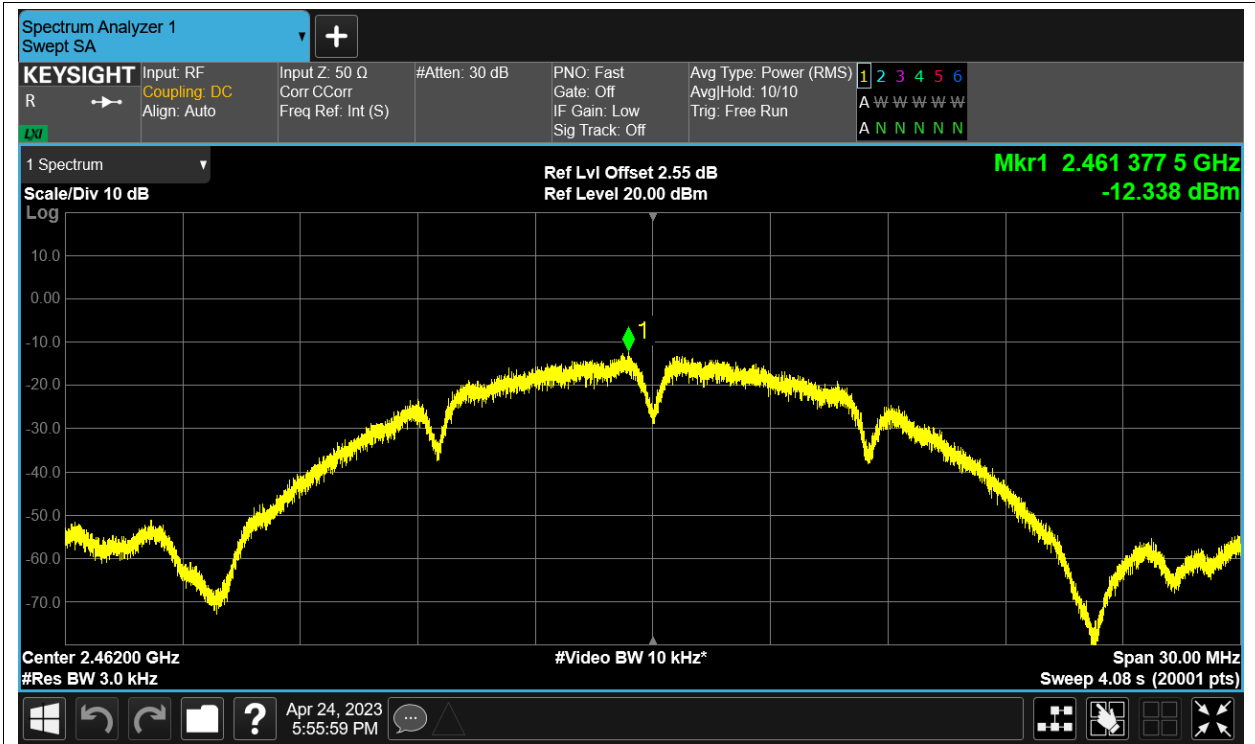 Spectrum Analyzer 1
Swept SA
+
KEYSIGHT
R
LXI
Input: RF
Coupling: DC
Align: Auto
Input Z: 50 Ω
Corr CCorr
Freq Ref: Int (S)
#Atten: 30 dB
PNO: Fast
Gate: Off
IF Gain: Low
Sig Track: Off
Avg Type: Power (RMS)
Avg|Hold: 10/10
Trig: Free Run
1 2 3 4 5 6
A W W W W W
A N N N N N
1 Spectrum
Scale/Div 10 dB
Ref Lvl Offset 2.55 dB
Ref Level 20.00 dBm
Mkr1 2.461 377 5 GHz
-12.338 dBm
Log
10.0
0.00
-10.0
-20.0
-30.0
-40.0
-50.0
-60.0
-70.0
1
Center 2.46200 GHz
#Res BW 3.0 kHz
#Video BW 10 kHz*
Span 30.00 MHz
Sweep 4.08 s (20001 pts)
?
Apr 24, 2023
5:55:59 PM